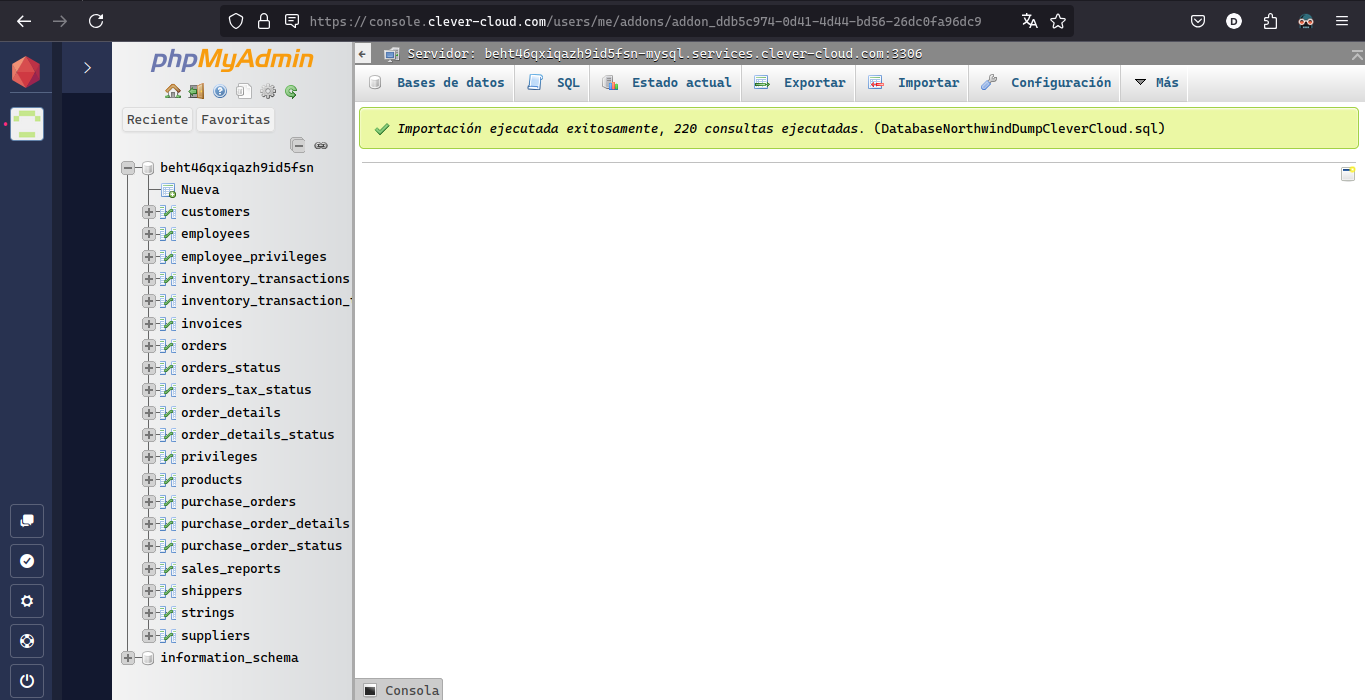 https://console.clever-cloud.com/users/me/addons/addon_ddb5c974-0d41-4d44-bd56-26dc0fa96dc9
D
phpMyAdmin
Reciente
Favoritas
beht46qxiqazh9id5fsn
Nueva
customers
employees
employee_privileges
inventory_transactions
inventory_transaction_
invoices
orders
orders_status
orders_tax_status
order_details
order_details_status
privileges
products
purchase_orders
purchase_order_details
purchase_order_status
sales_reports
shippers
strings
suppliers
information_schema
Servidor: beht46qxiqazh9id5fsn-mysql.services.clever-cloud.com:3306
Bases de datos
SQL
Estado actual
Exportar
Importar
Configuración
Más
Importación ejecutada exitosamente, 220 consultas ejecutadas. (DatabaseNorthwindDumpCleverCloud.sql)
Consola